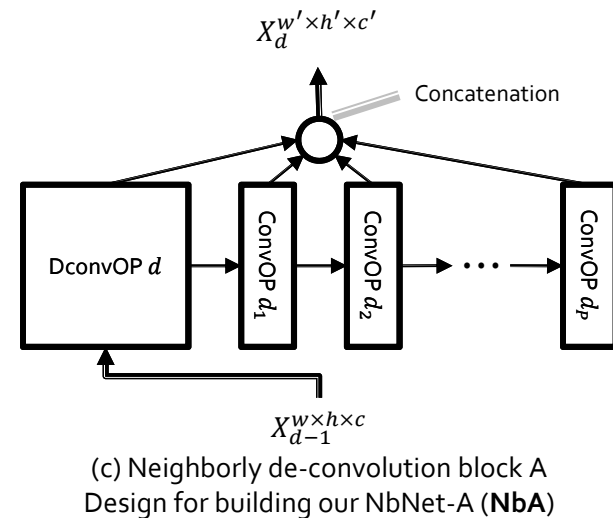 X_d^{w'×h'×c'}
Concatenation
DconvOP d
ConvOP d_1
ConvOP d_2
...
ConvOP d_P
X_{d-1}^{w×h×c}
(c) Neighborly de-convolution block A
Design for building our NbNet-A (NbA)